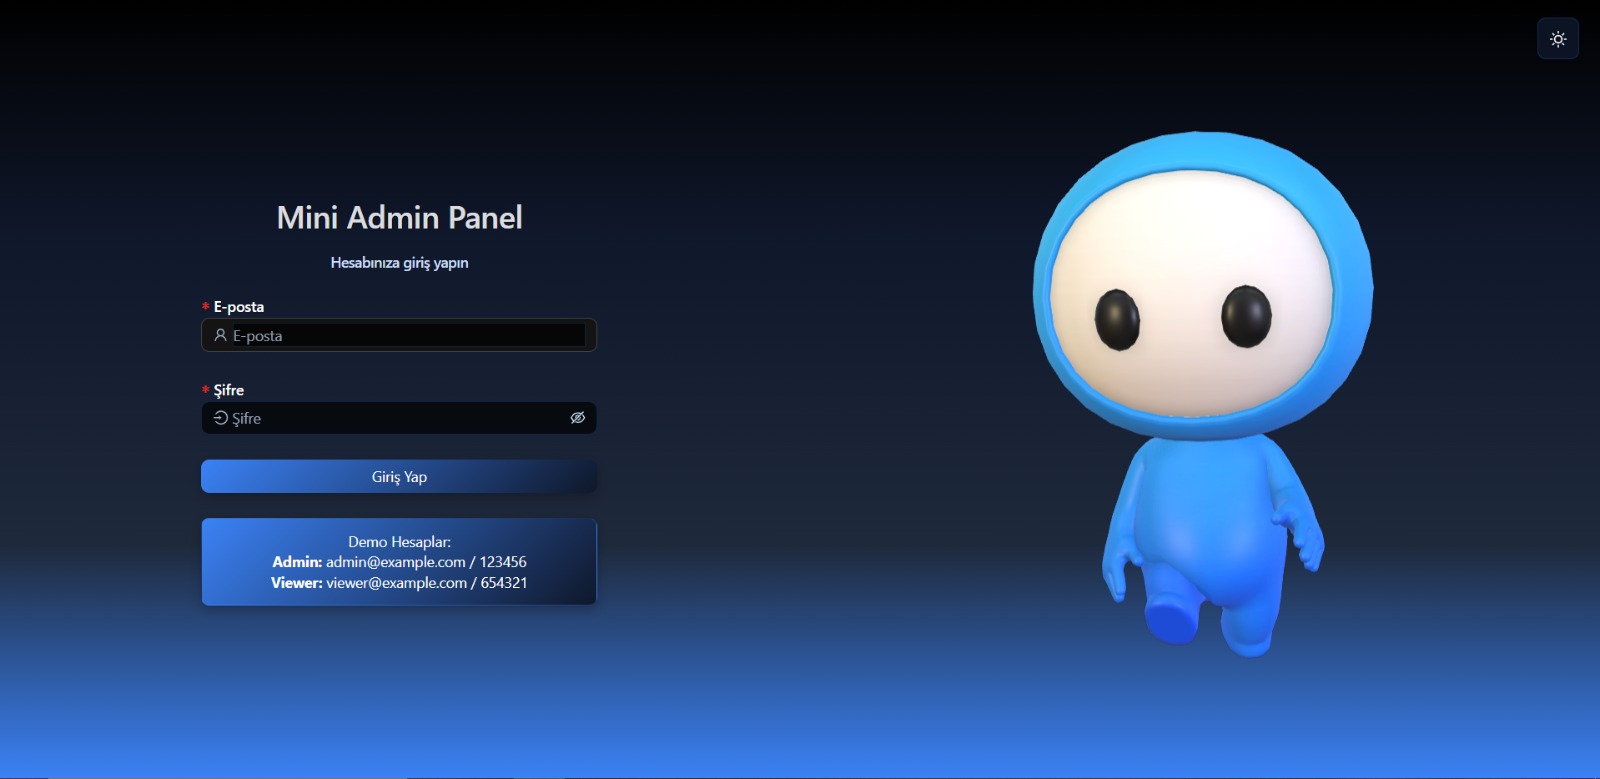 Mini Admin Panel
Hesabınıza giriş yapın
* E-posta
E-posta
* Şifre
Şifre
Giriş Yap
Demo Hesaplar:
Admin: admin@example.com / 123456
Viewer: viewer@example.com / 654321